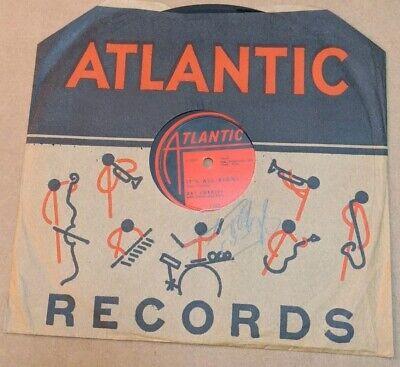 ATLANTIC
ATLANTIC
IT'S ALL RIGHT
RAY CHARLES
RECORDS